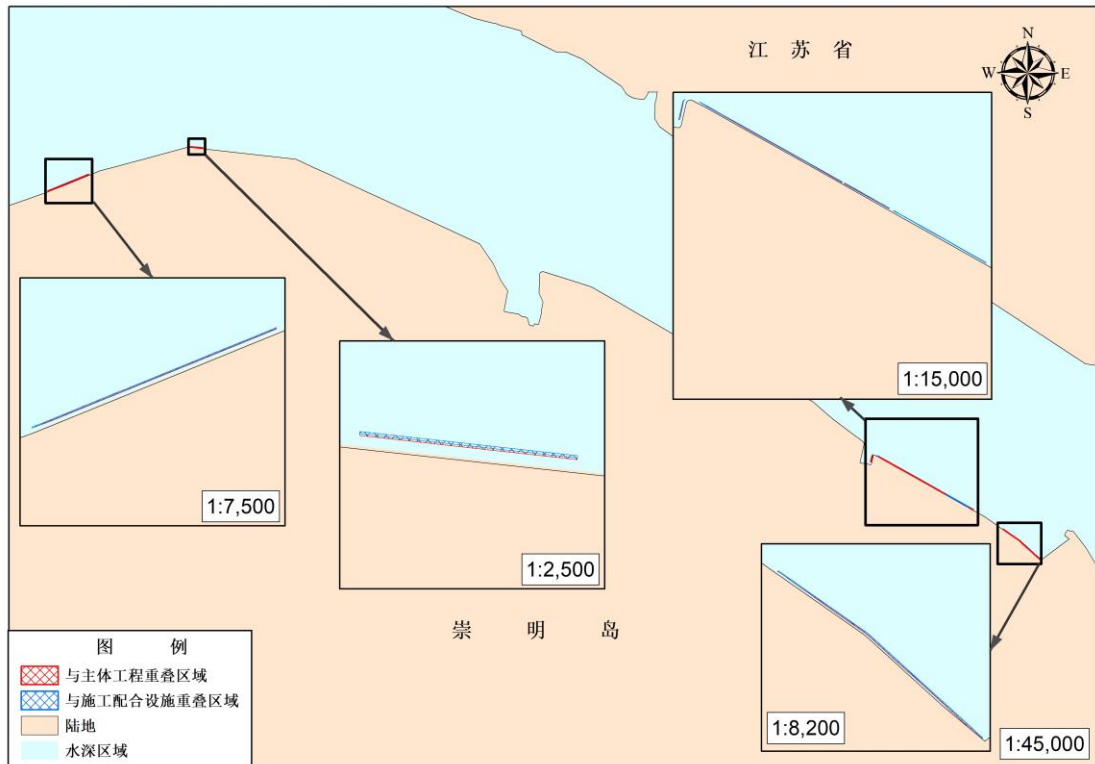 江 苏 省
N
W E
S
1:15,000
1:7,500
1:2,500
崇 明 岛
1:8,200
1:45,000
图 例
与主体工程重叠区域
与施工配合设施重叠区域
陆地
水深区域